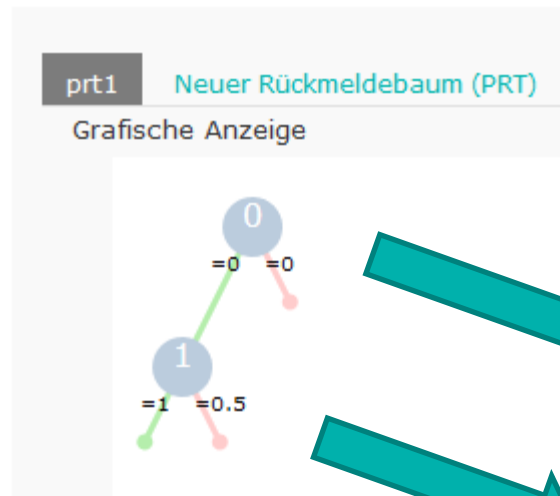 prt1 Neuer Rückmeldebaum (PRT)
Grafische Anzeige
0
=0 =0
1
=1 =0.5